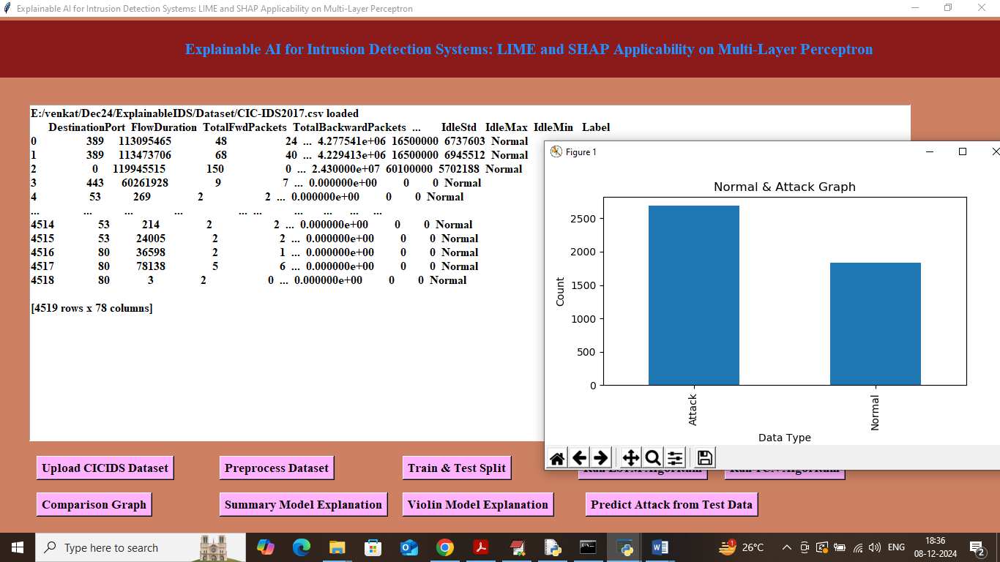 Explainable AI for Intrusion Detection Systems: LIME and SHAP Applicability on Multi-Layer Perceptron
Explainable AI for Intrusion Detection Systems: LIME and SHAP Applicability on Multi-Layer Perceptron
E:/venkat/Dec24/ExplainableIDS/Dataset/CIC-IDS2017.csv loaded
DestinationPort FlowDuration TotalFwdPackets TotalBackwardPackets ... IdleStd IdleMax IdleMin Label
0 389 113095465 48 24 ... 4.277541e+06 16500000 6737603 Normal
1 389 113473706 68 40 ... 4.229413e+06 16500000 6945512 Normal
2 0 119945515 150 0 ... 2.430000e+07 60100000 5702188 Normal
3 443 60261928 9 7 ... 0.000000e+00 0 0 Normal
4 53 269 2 2 ... 0.000000e+00 0 0 Normal
... ... ... ... ... ... ... ... ... ...
4514 53 214 2 2 ... 0.000000e+00 0 0 Normal
4515 53 24005 2 2 ... 0.000000e+00 0 0 Normal
4516 80 36598 2 1 ... 0.000000e+00 0 0 Normal
4517 80 78138 5 6 ... 0.000000e+00 0 0 Normal
4518 80 3 2 0 ... 0.000000e+00 0 0 Normal
[4519 rows x 78 columns]
Figure 1
Normal & Attack Graph
2500
2000
1500
1000
500
0
Count
Attack
Normal
Data Type
Upload CICIDS Dataset
Preprocess Dataset
Train & Test Split
Comparison Graph
Summary Model Explanation
Violin Model Explanation
Predict Attack from Test Data
Type here to search
1
26°C
ENG
18:36
08-12-2024
2